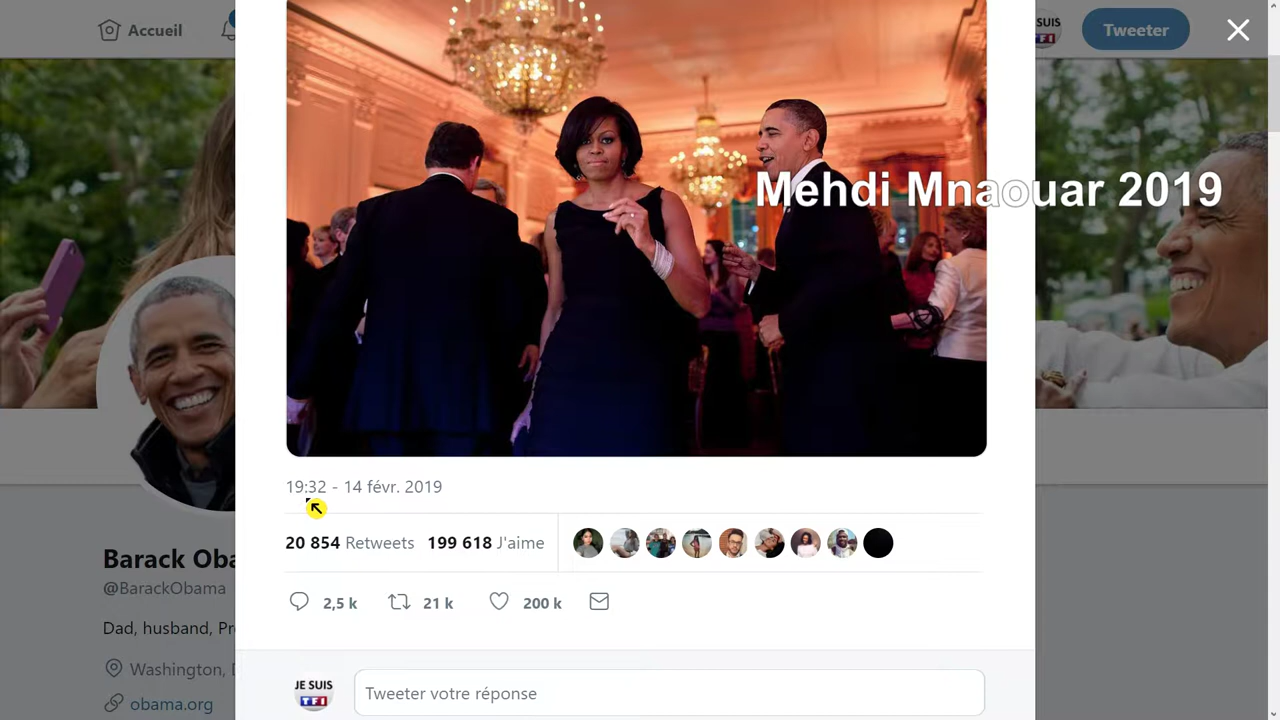 Accueil
SUIS
TF1
Tweeter
Mehdi Mnaouar 2019
19:32 - 14 févr. 2019
20 854 Retweets 199 618 J'aime
Barack Oba
@BarackObama
2,5 k 21 k 200 k
Dad, husband, Pr
Washington, D
obama.org
JE SUIS
TF1
Tweeter votre réponse